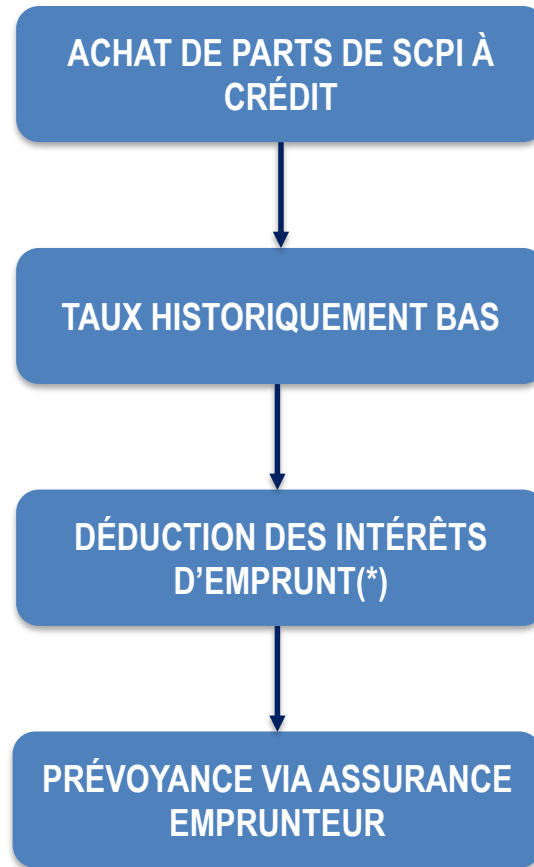 ACHAT DE PARTS DE SCPI À
CRÉDIT
TAUX HISTORIQUEMENT BAS
DÉDUCTION DES INTÉRÊTS
D’EMPRUNT(*)
PRÉVOYANCE VIA ASSURANCE
EMPRUNTEUR